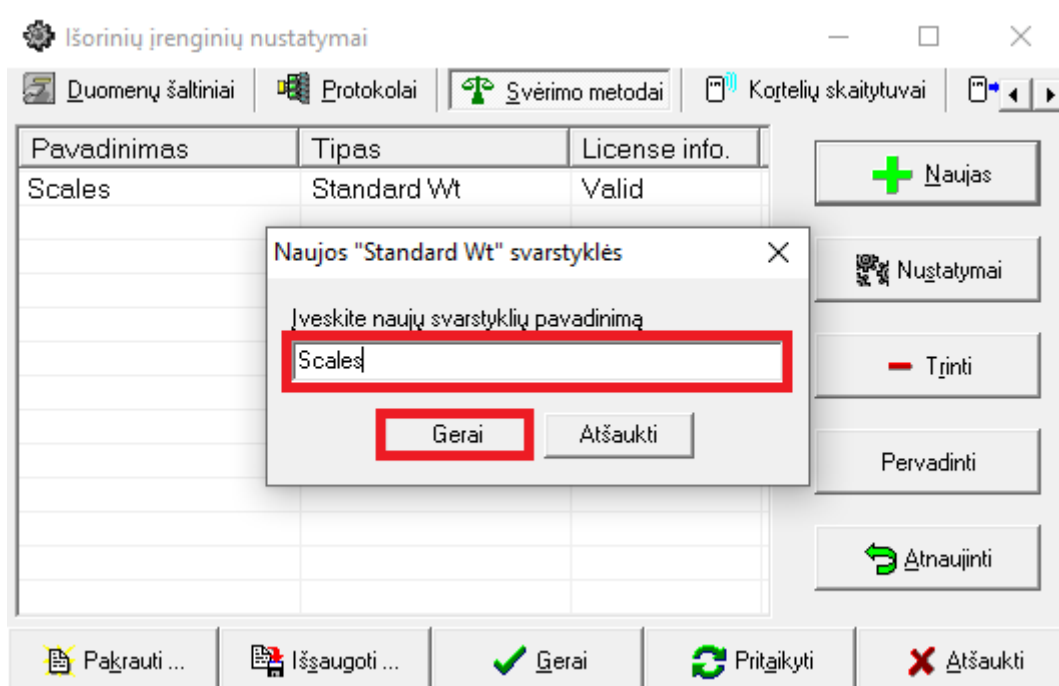 Išorinių įrenginių nustatymai
Duomenų šaltiniai Protokolai Svėrimo metodai Kortelių skaitytuvai
Pavadinimas Tipas License info.
Scales Standard Wt Valid
Naujas
Nustatymai
Trinti
Pervadinti
Atnaujinti
Naujos "Standard Wt" svarstyklės
Įveskite naujų svarstyklių pavadinimą
Scales
Gerai Atšaukti
Pakrauti ... Išsaugoti ... Gerai Pritaikyti Atšaukti